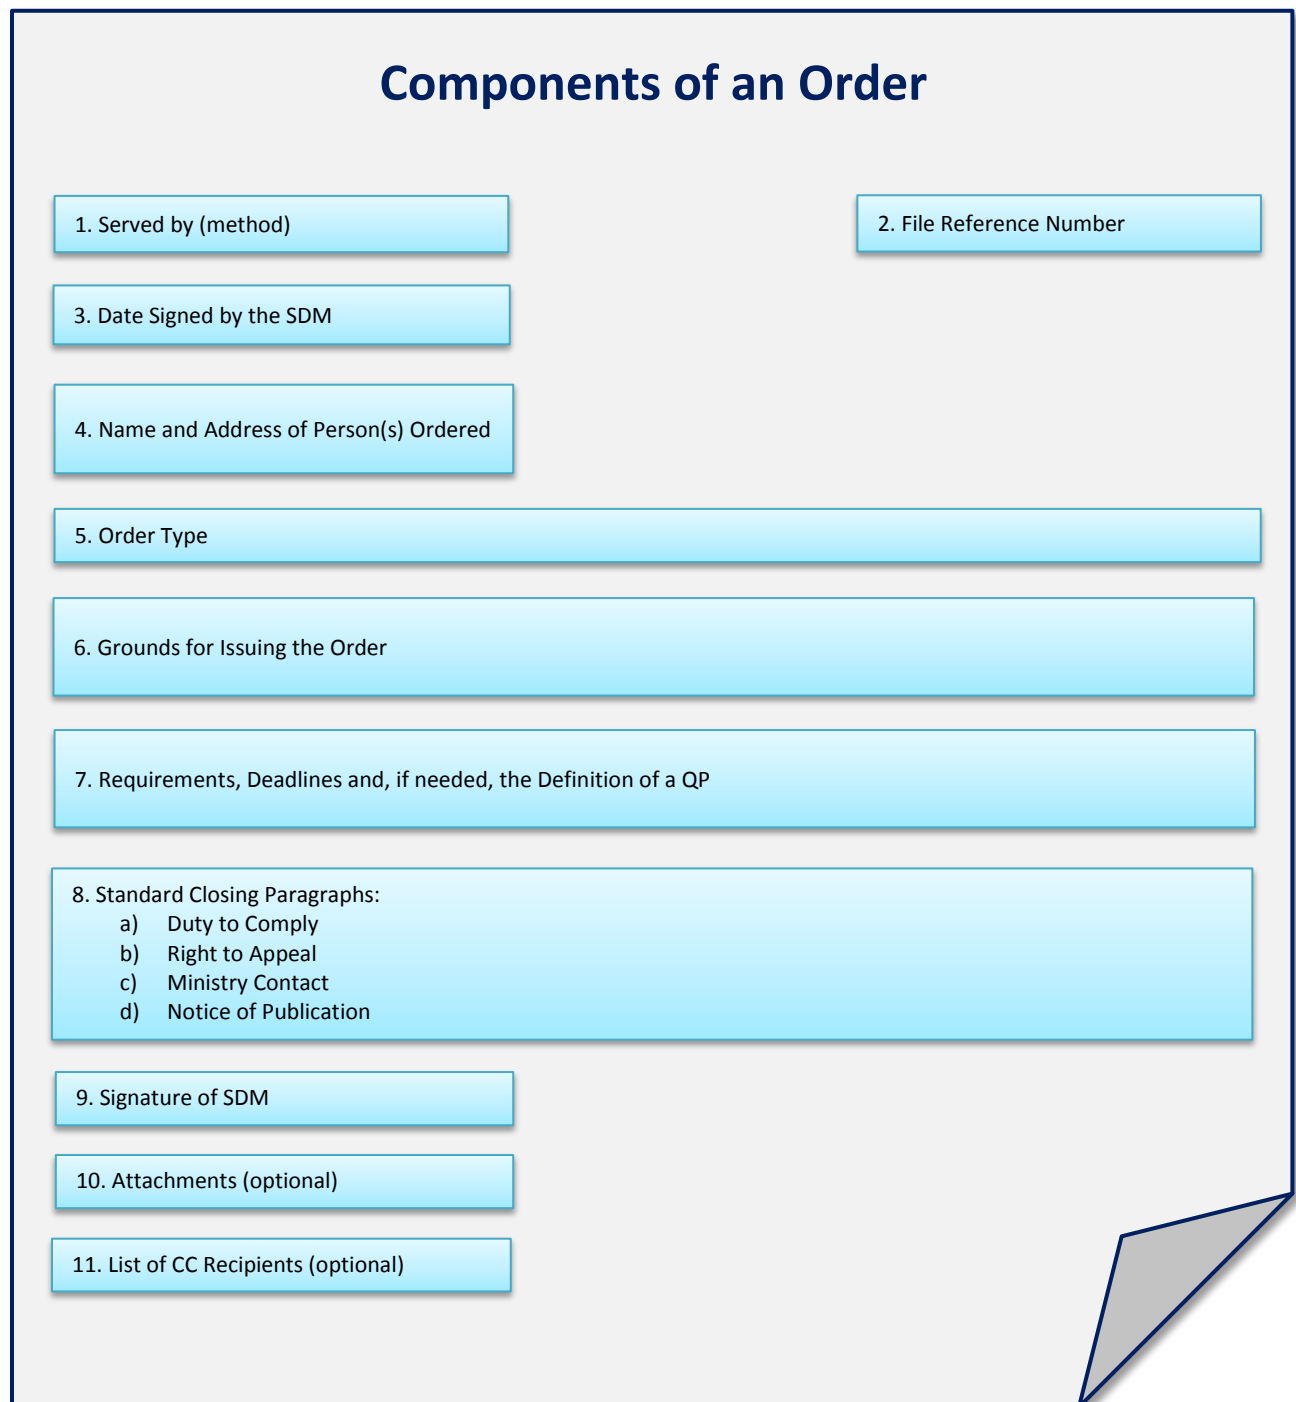 Components of an Order
1. Served by (method)
2. File Reference Number
3. Date Signed by the SDM
4. Name and Address of Person(s) Ordered
5. Order Type
6. Grounds for Issuing the Order
7. Requirements, Deadlines and, if needed, the Definition of a QP
8. Standard Closing Paragraphs:
a) Duty to Comply
b) Right to Appeal
c) Ministry Contact
d) Notice of Publication
9. Signature of SDM
10. Attachments (optional)
11. List of CC Recipients (optional)